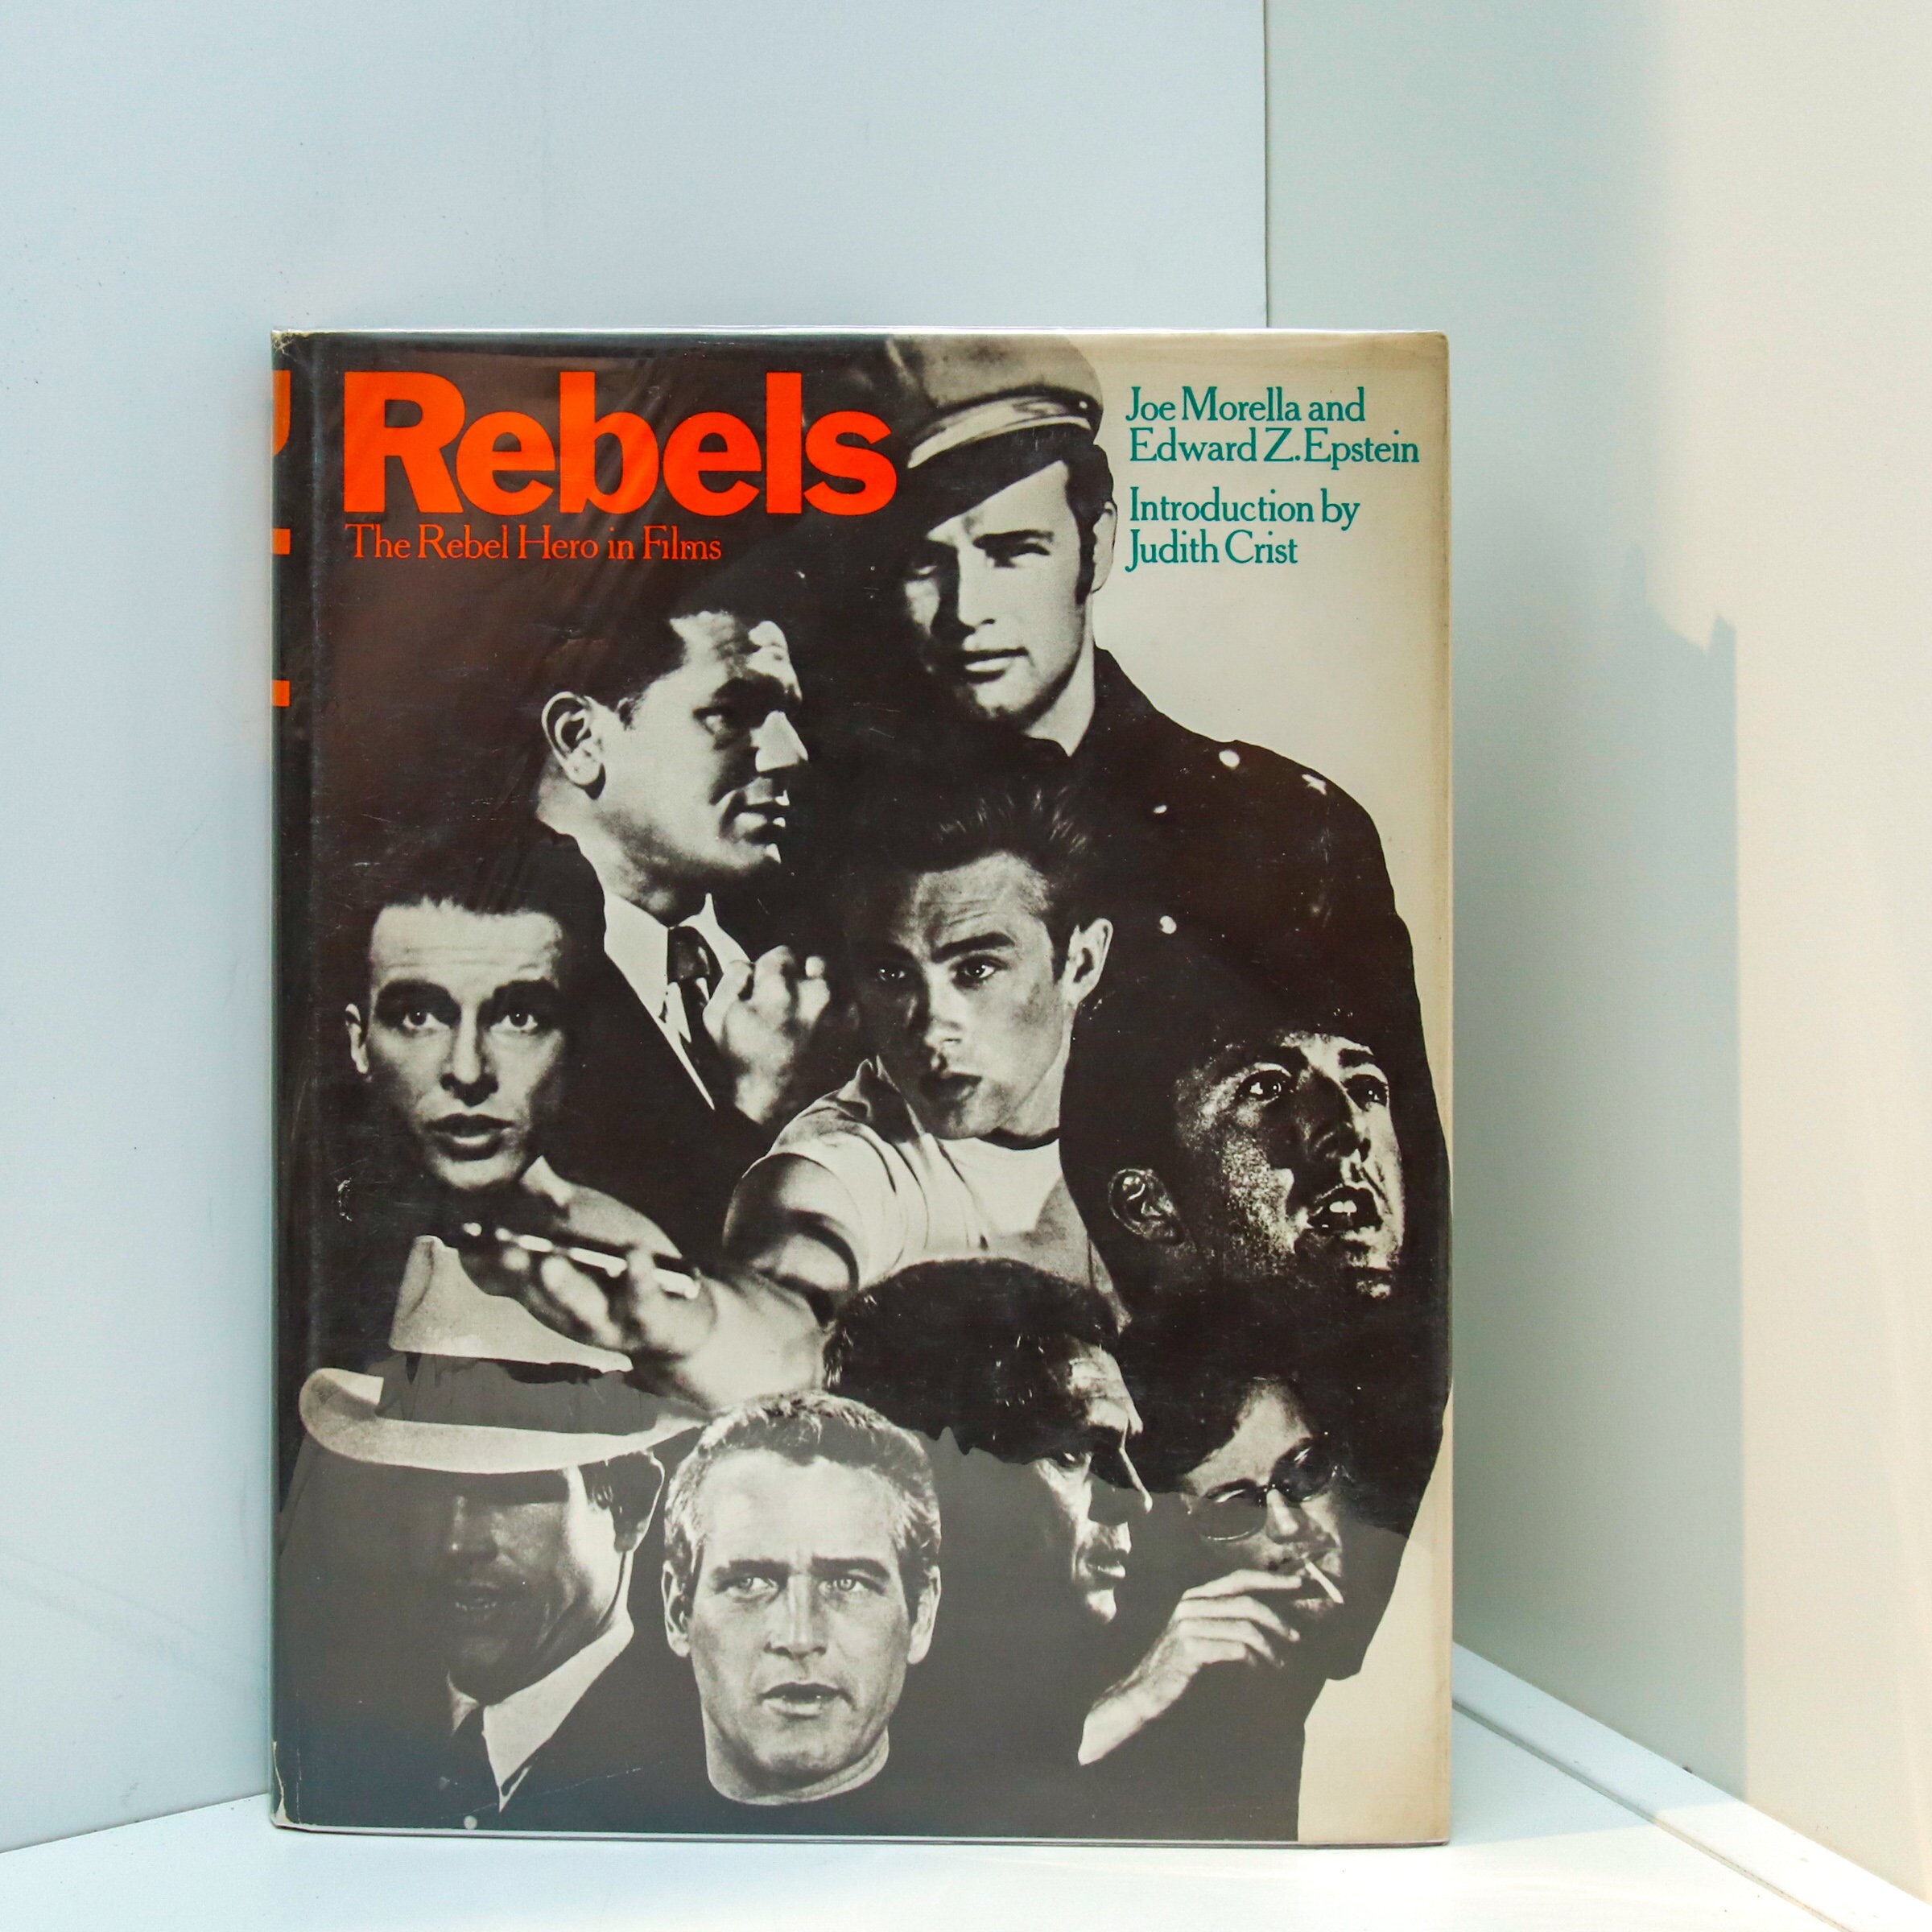 Rebels
The Rebel Hero in Films
Joe Morella and
Edward Z. Epstein
Introduction by
Judith Crist